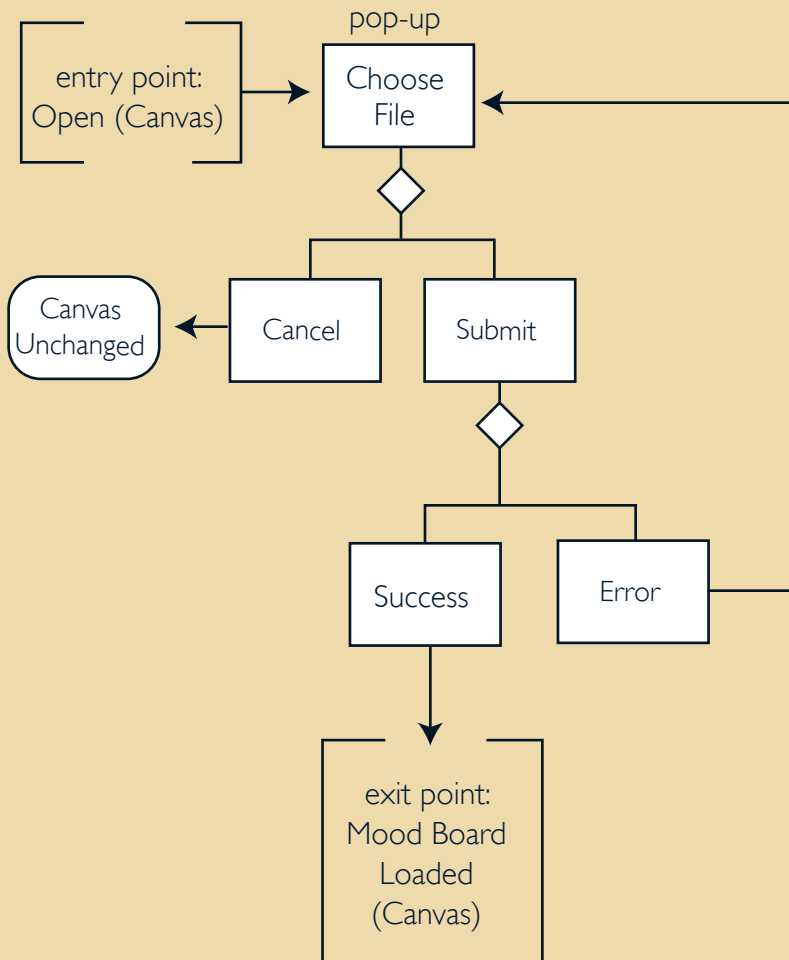 pop-up
entry point:
Open (Canvas)
Choose
File
Canvas
Unchanged
Cancel
Submit
Success
Error
exit point:
Mood Board
Loaded
(Canvas)